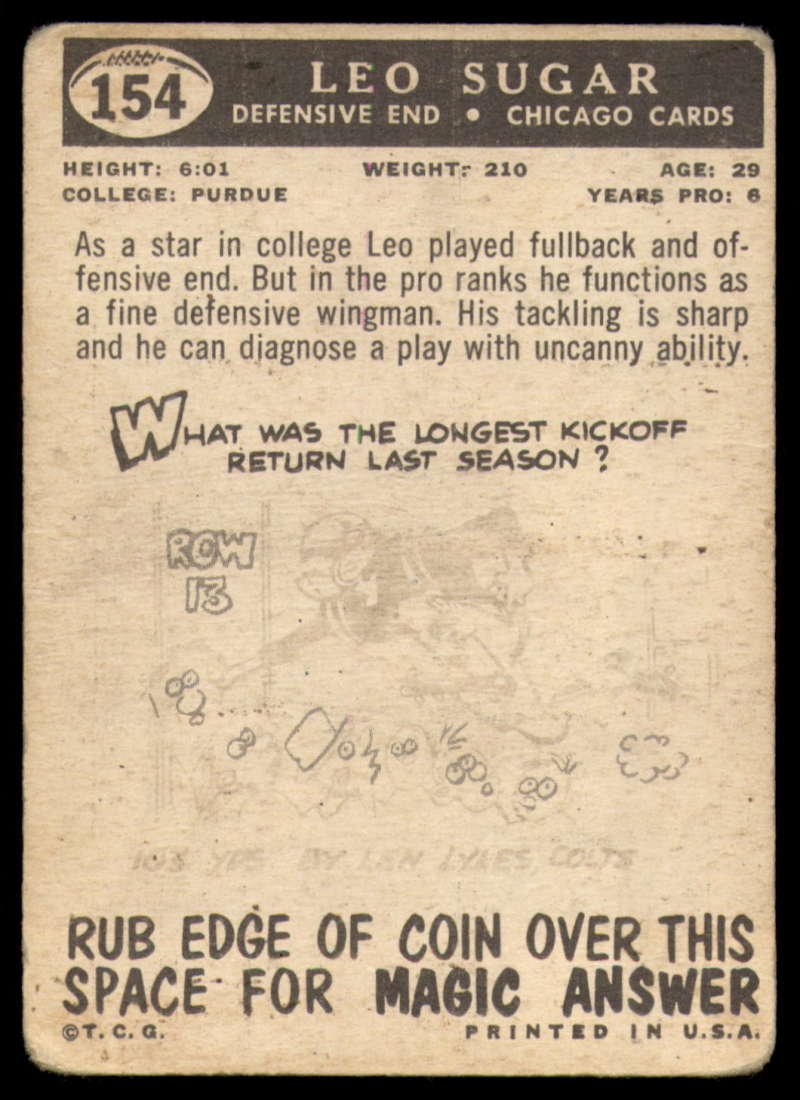 154
LEO SUGAR
DEFENSIVE END • CHICAGO CARDS
HEIGHT: 6:01 WEIGHT: 210 AGE: 29
COLLEGE: PURDUE YEARS PRO: 6
As a star in college Leo played fullback and of-
fensive end. But in the pro ranks he functions as
a fine defensive wingman. His tackling is sharp
and he can diagnose a play with uncanny ability.
WHAT WAS THE LONGEST KICKOFF
RETURN LAST SEASON?
ROW
13
103 YDS. BY LEN LYLES, COLTS
RUB EDGE OF COIN OVER THIS
SPACE FOR MAGIC ANSWER
©T.C.G. PRINTED IN U.S.A.